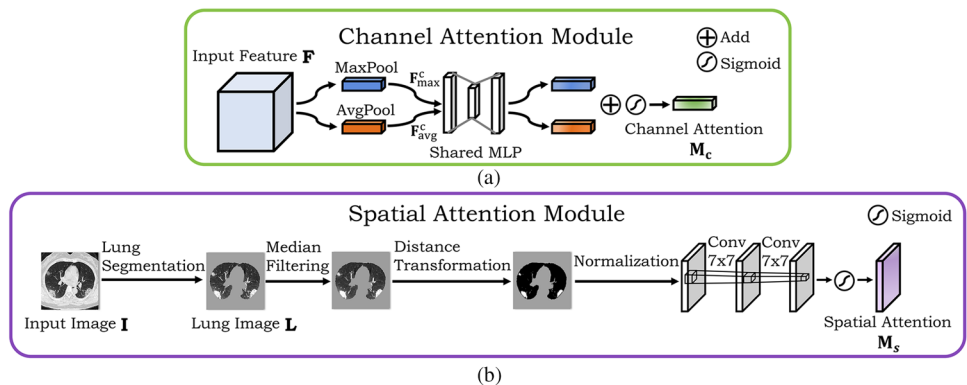 Channel Attention Module
Input Feature F
MaxPool
F^c_max
AvgPool
F^c_avg
Shared MLP
Add
Sigmoid
Channel Attention
M_c
(a)
Spatial Attention Module
Sigmoid
Lung
Segmentation
Median
Filtering
Distance
Transformation
Normalization
Conv
7x7
Conv
7x7
Input Image I
Lung Image L
Spatial Attention
M_s
(b)